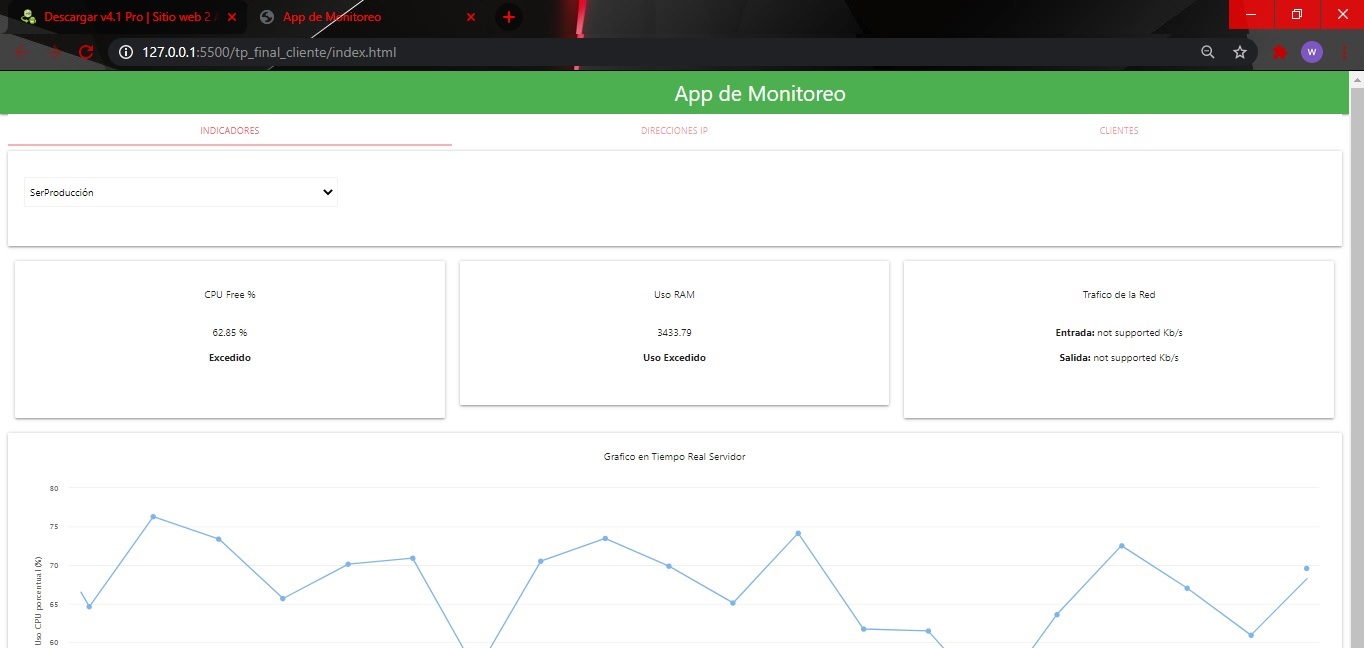 Descargar v4.1 Pro | Sitio web 2
App de Monitoreo
127.0.0.1:5500/tp_final_cliente/index.html
W
App de Monitoreo
INDICADORES
DIRECCIONES IP
CLIENTES
SerProducción
CPU Free %
62.85 %
Excedido
Uso RAM
3433.79
Uso Excedido
Trafico de la Red
Entrada: not supported Kb/s
Salida: not supported Kb/s
Grafico en Tiempo Real Servidor
Uso CPU porcentual (%)
80
75
70
65
60